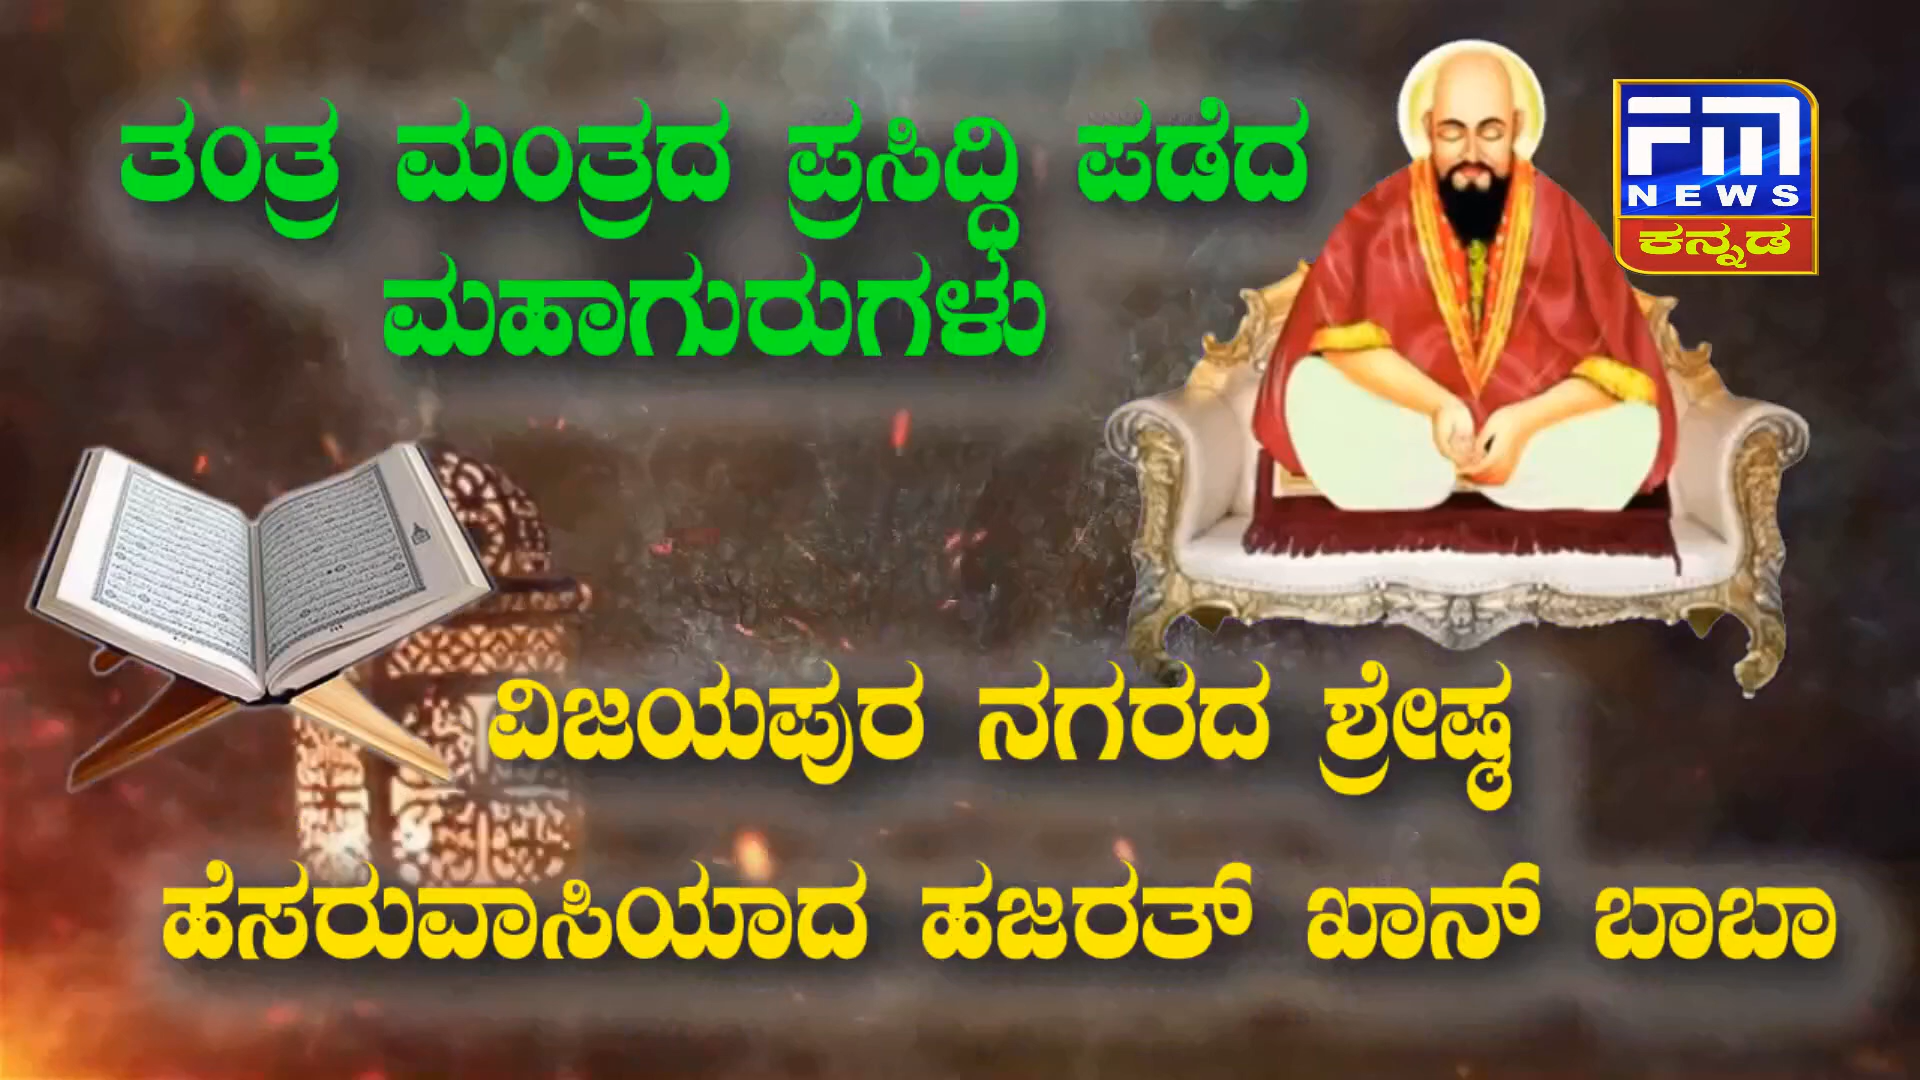 ತಂತ್ರ ಮಂತ್ರದ ಪ್ರಸಿದ್ಧಿ ಪಡೆದ
ಮಹಾಗುರುಗಳು
FM
NEWS
ಕನ್ನಡ
ವಿಜಯಪುರ ನಗರದ ಶ್ರೇಷ್ಠ
ಹೆಸರುವಾಸಿಯಾದ ಹಜರತ್ ಖಾನ್ ಬಾಬಾ